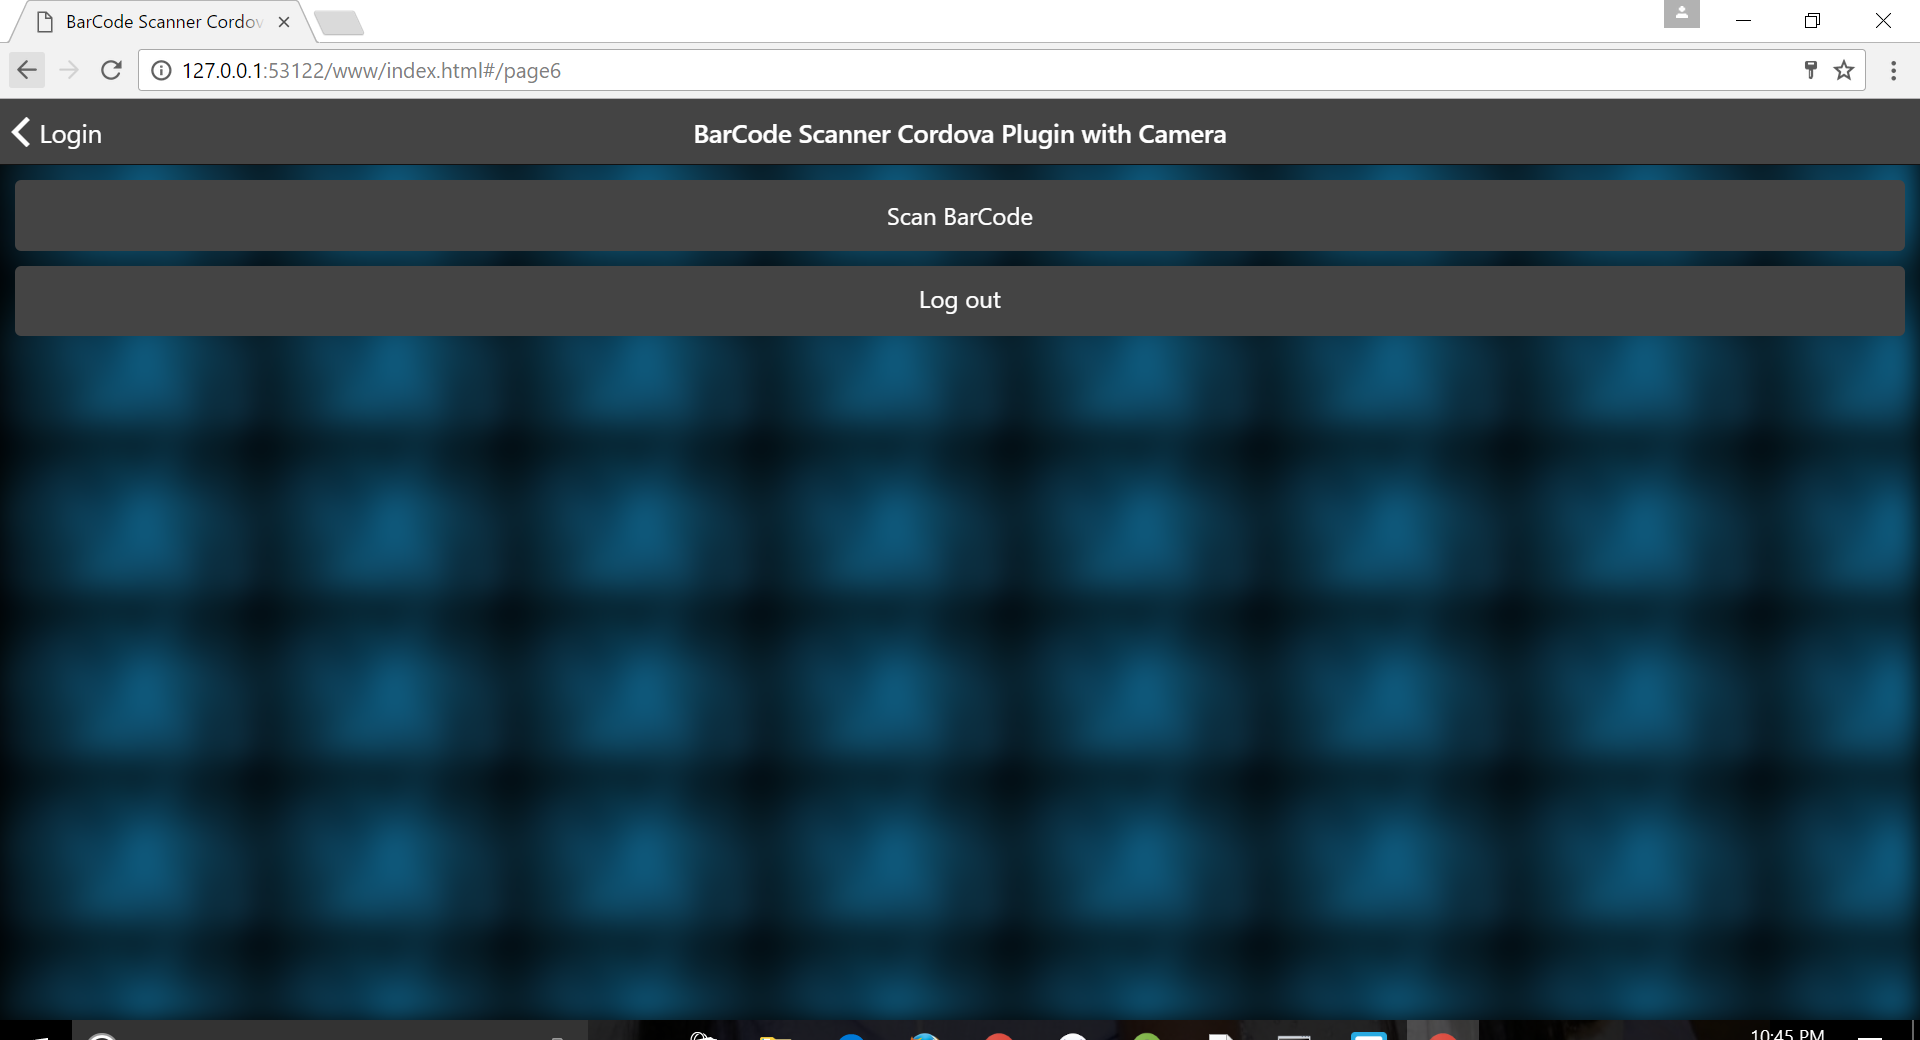 BarCode Scanner Cordov
127.0.0.1:53122/www/index.html#/page6
Login
BarCode Scanner Cordova Plugin with Camera
Scan BarCode
Log out
10:45 PM